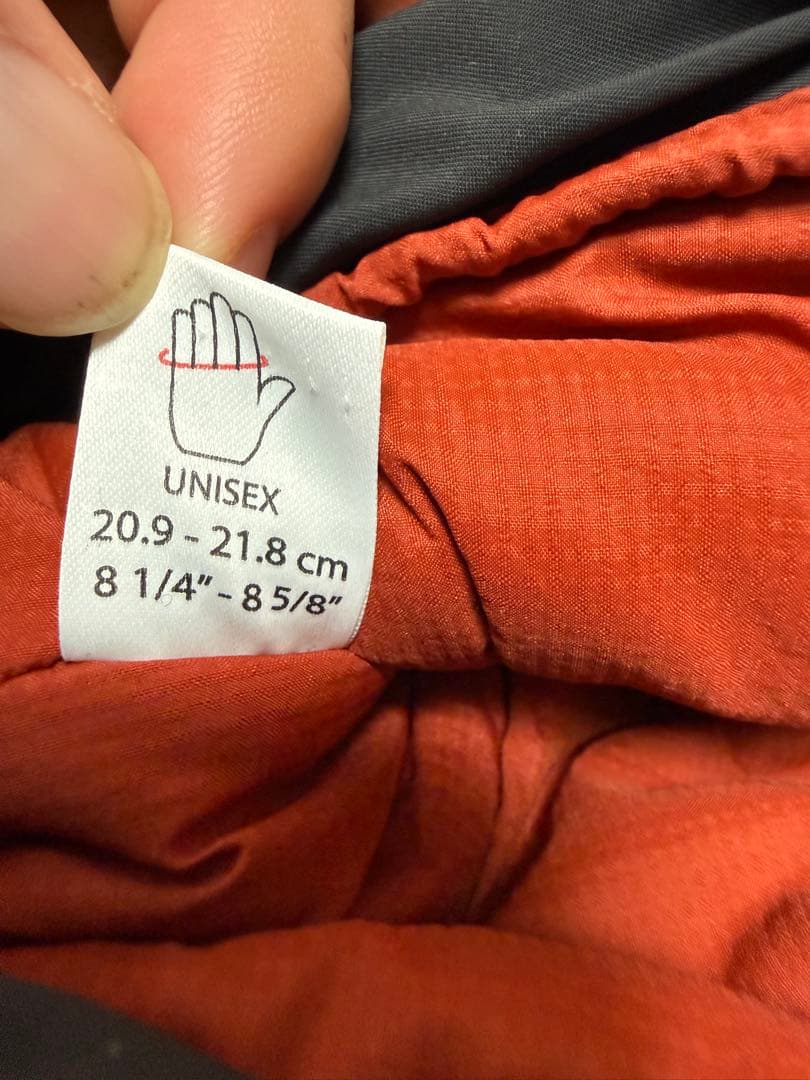 UNISEX
20.9 - 21.8 cm
8 1/4” - 8 5/8”